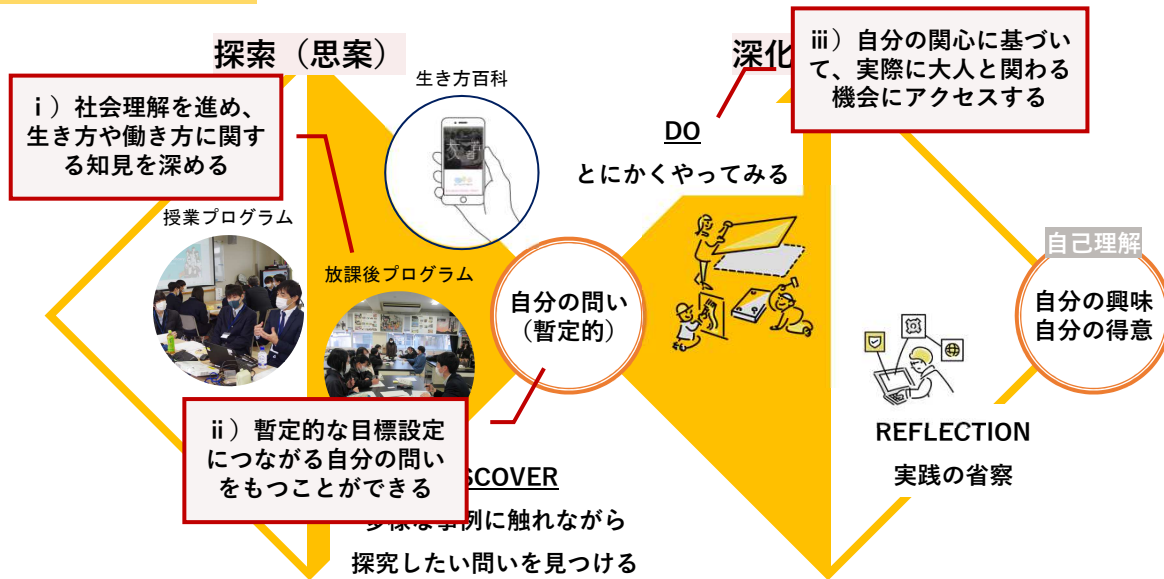 探索（思案）
深化
ⅰ）社会理解を進め、
生き方や働き方に関す
る知見を深める
生き方百科
ⅲ）自分の関心に基づい
て、実際に大人と関わる
機会にアクセスする
DO
とにかくやってみる
授業プログラム
放課後プログラム
自分の問い
（暫定的）
自己理解
自分の興味
自分の得意
ⅱ）暫定的な目標設定
につながる自分の問い
をもつことができる
SCOVER
多様な事例に触れながら
探究したい問いを見つける
REFLECTION
実践の省察